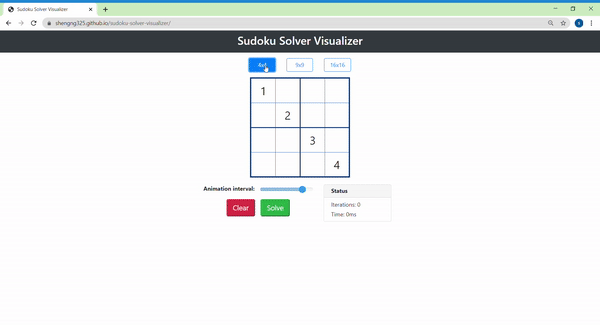 Sudoku Solver Visualizer
shengng325.github.io/sudoku-solver-visualizer/
Sudoku Solver Visualizer
4x4 9x9 16x16
1
2
3
4
Animation interval:
Clear Solve
Status
Iterations: 0
Time: 0ms